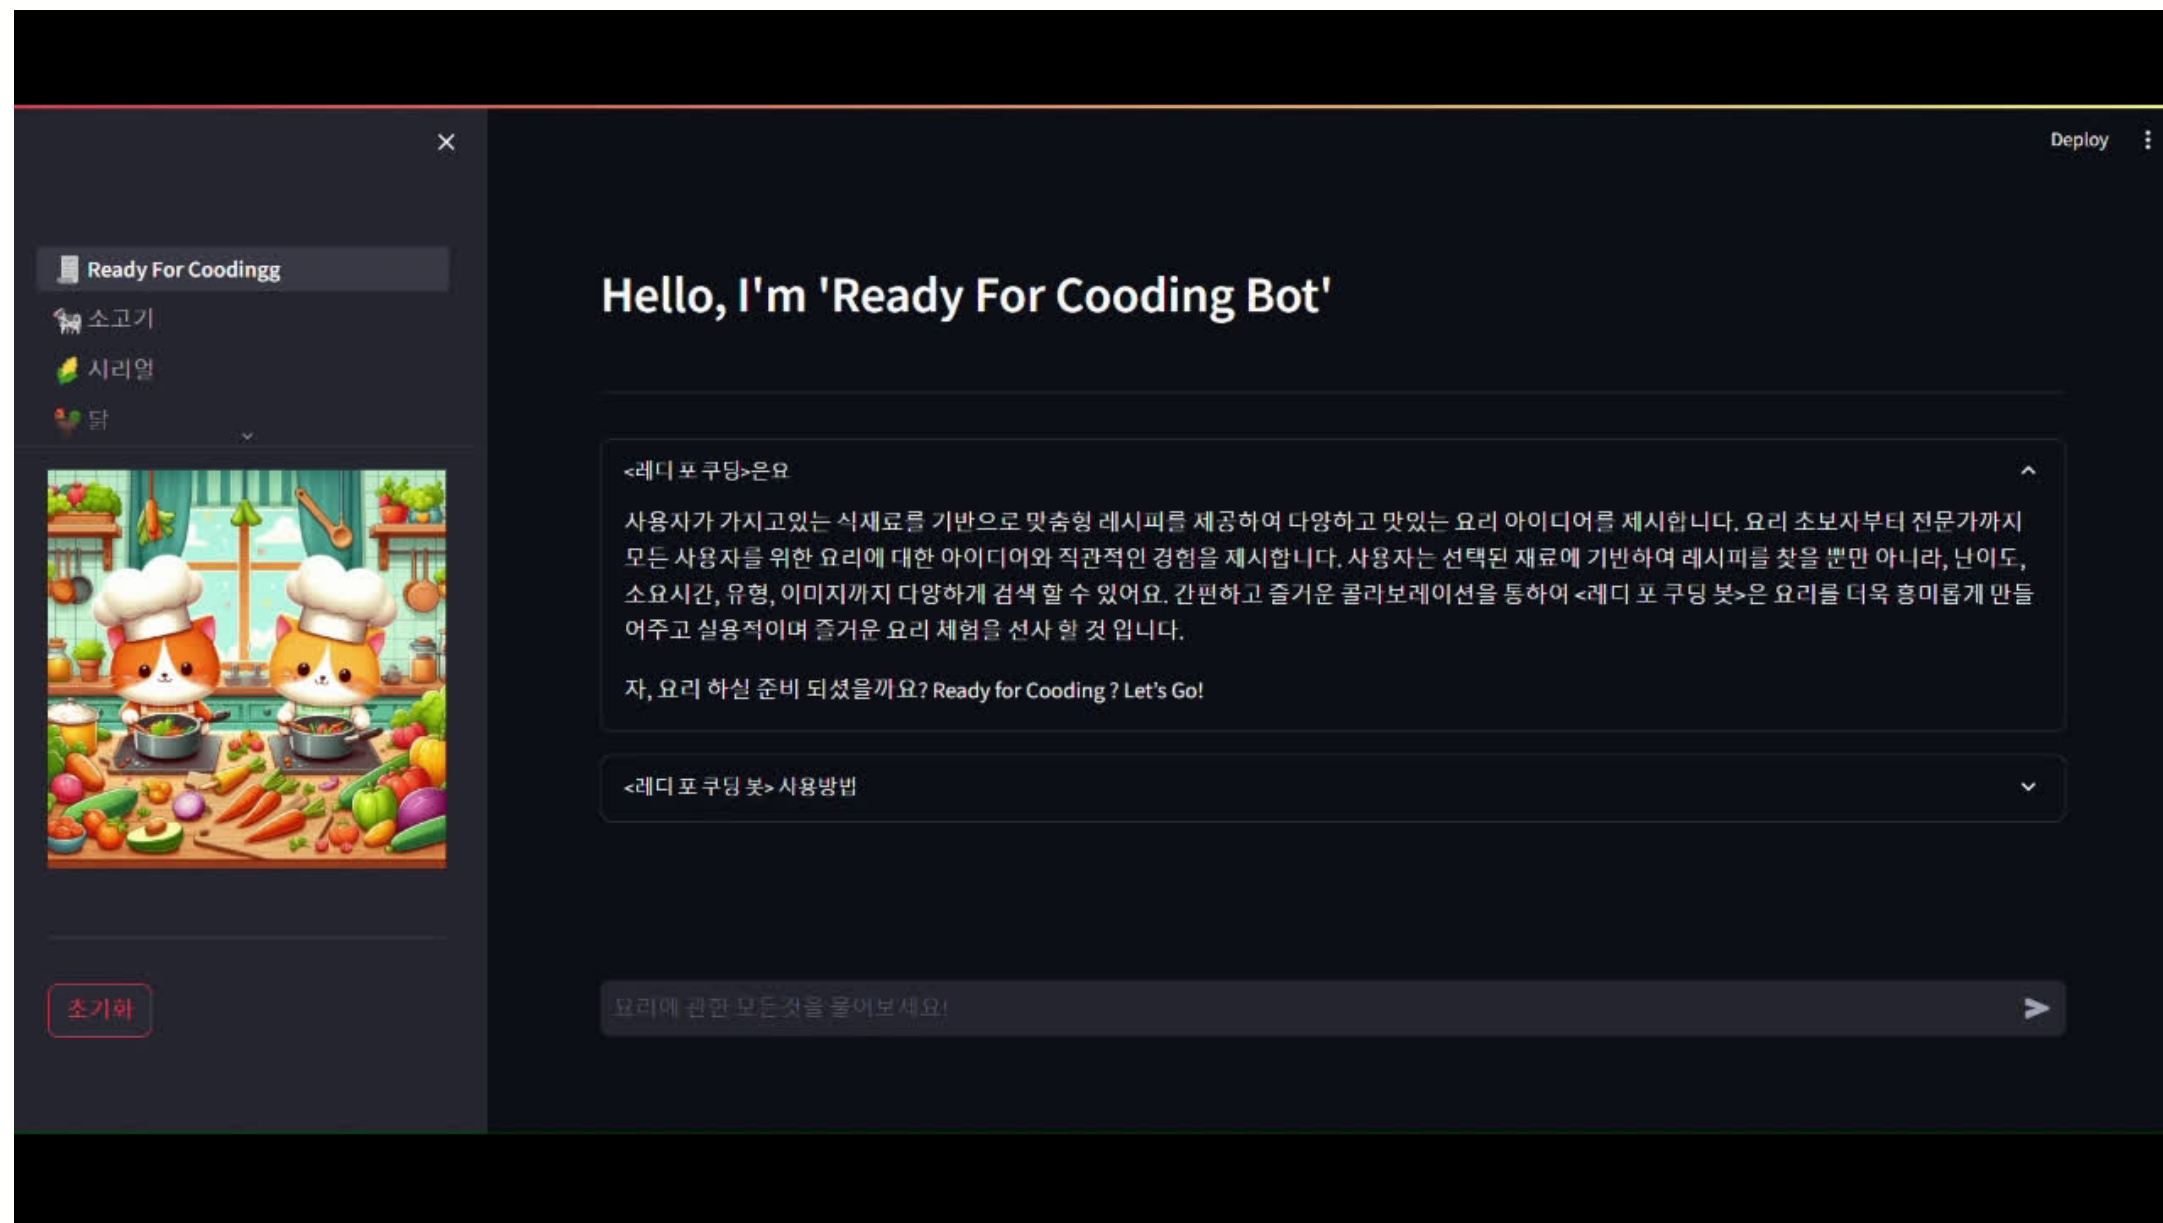 Deploy
Ready For Coodingg
소고기
시리얼
닭
초기화
Hello, I'm 'Ready For Cooding Bot'
<레디 포 쿠딩>은요
사용자가 가지고있는 식재료를 기반으로 맞춤형 레시피를 제공하여 다양하고 맛있는 요리 아이디어를 제시합니다. 요리 초보자부터 전문가까지
모든 사용자를 위한 요리에 대한 아이디어와 직관적인 경험을 제시합니다. 사용자는 선택된 재료에 기반하여 레시피를 찾을 뿐만 아니라, 난이도,
소요시간, 유형, 이미지까지 다양하게 검색 할 수 있어요. 간편하고 즐거운 콜라보레이션을 통하여 <레디 포 쿠딩 봇>은 요리를 더욱 흥미롭게 만들
어주고 실용적이며 즐거운 요리 체험을 선사 할 것 입니다.
자, 요리 하실 준비 되셨을까요? Ready for Cooding ? Let's Go!
<레디 포 쿠딩 봇> 사용방법
요리에 관한 모든것을 물어보세요!